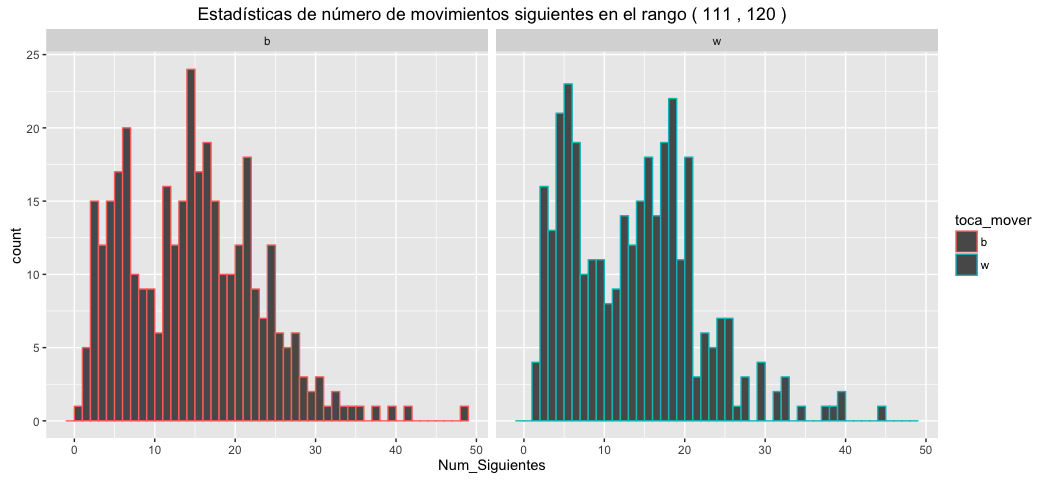 Estadísticas de número de movimientos siguientes en el rango ( 111 , 120 )
b
w
25
20
15
10
5
0
count
0 10 20 30 40 50
0 10 20 30 40 50
Num_Siguientes
toca_mover
b
w